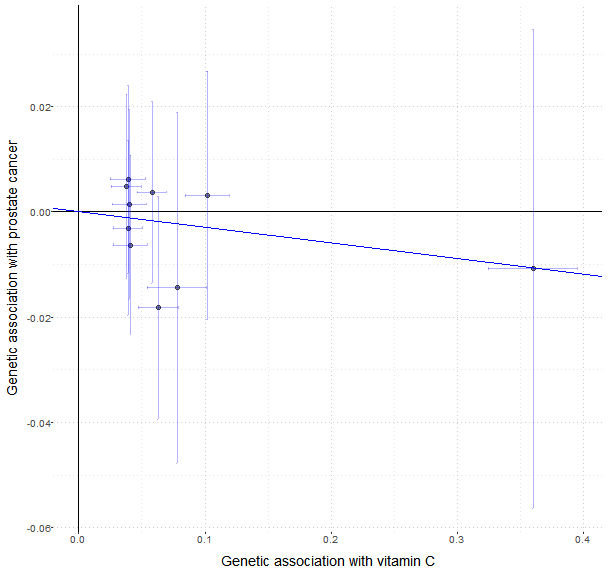 Genetic association with prostate cancer
0.02
0.00
-0.02
-0.04
-0.06
0.0 0.1 0.2 0.3 0.4
Genetic association with vitamin C